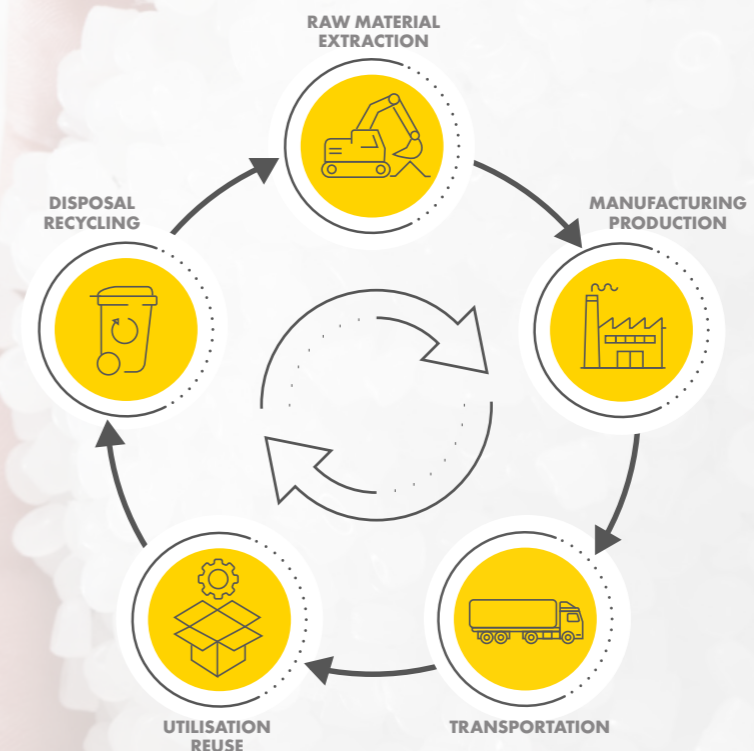 RAW MATERIAL
EXTRACTION
DISPOSAL
RECYCLING
MANUFACTURING
PRODUCTION
UTILISATION
REUSE
TRANSPORTATION